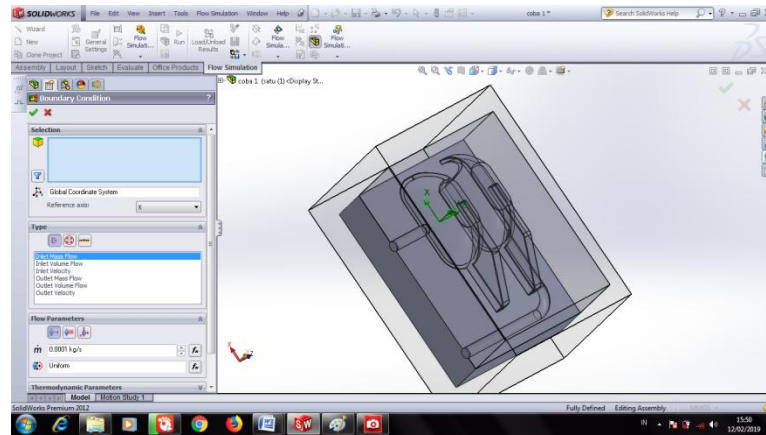 SOLIDWORKS File Edit View Insert Tools Flow Simulation Window Help
coba 1 *
Search SolidWorks Help
Wizard
New
Clone Project
General Settings
Flow Simulati...
Run
Load/Unload Results
Flow Simula...
Flow Simulati...
Assembly Layout Sketch Evaluate Office Products Flow Simulation
coba 1 (satu (1)<Display St...
Boundary Condition
?
Selection
Global Coordinate System
Reference axis: X
Type
Inlet Mass Flow
Inlet Volume Flow
Inlet Velocity
Outlet Mass Flow
Outlet Volume Flow
Outlet Velocity
Flow Parameters
ṁ 0.0001 kg/s
Uniform
Thermodynamic Parameters
Model Motion Study 1
SolidWorks Premium 2012
Fully Defined Editing Assembly
IN
15:50
12/02/2019